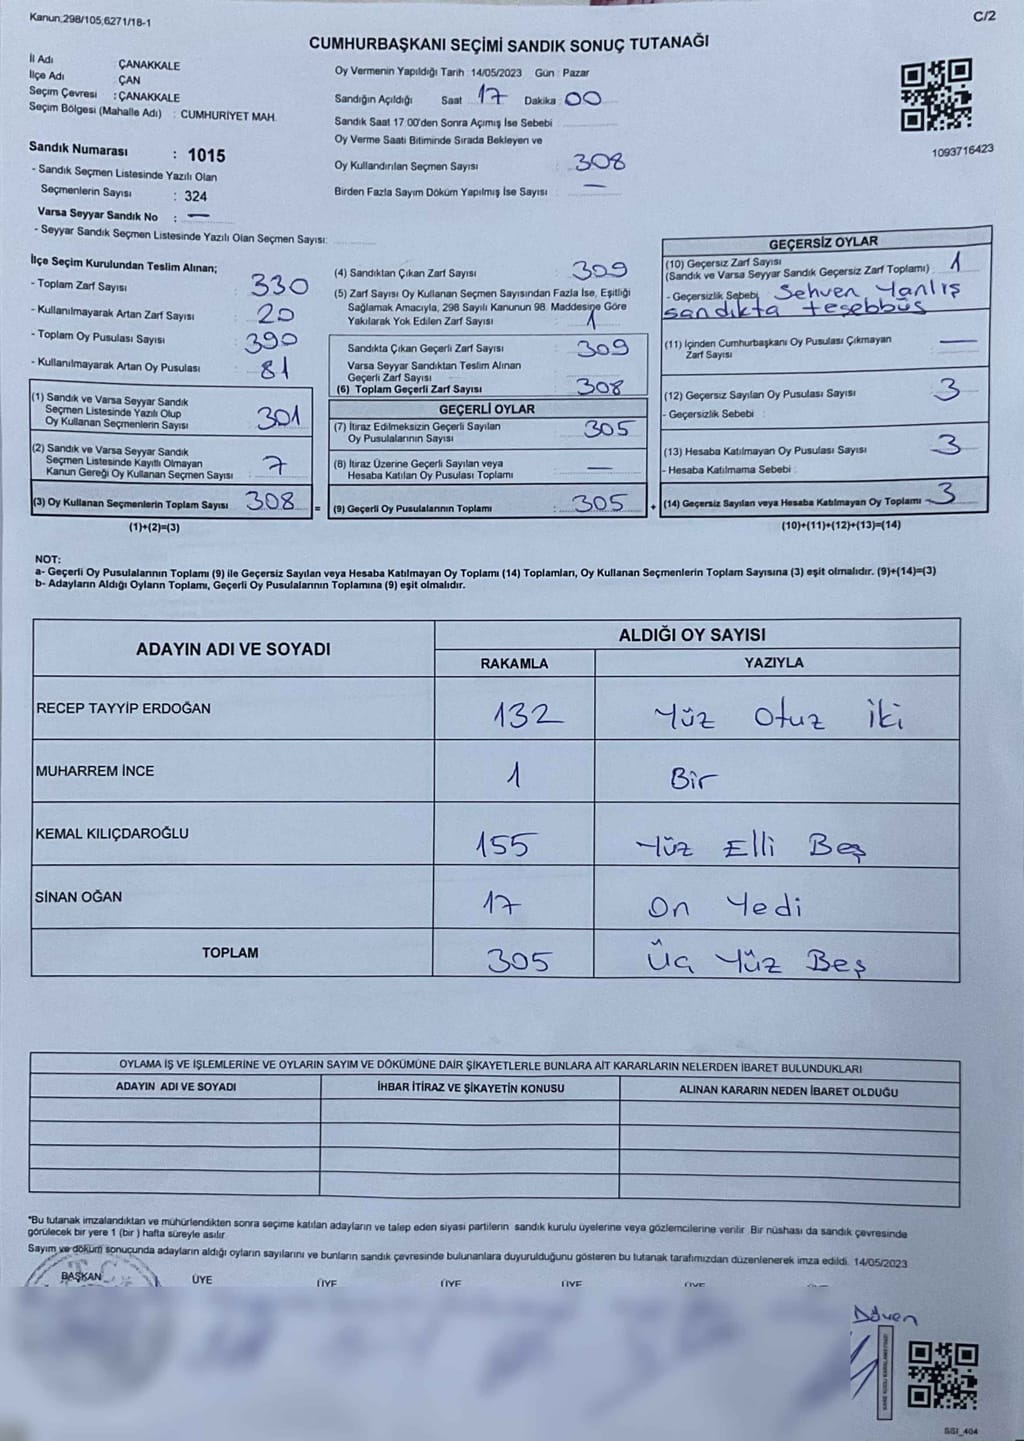 Kanun;298/105;6271/18-1
C/2
CUMHURBAŞKANI SEÇİMİ SANDIK SONUÇ TUTANAĞI
İl Adı ÇANAKKALE
İlçe Adı ÇAN
Seçim Çevresi : ÇANAKKALE
Seçim Bölgesi (Mahalle Adı) : CUMHURİYET MAH.
Sandık Numarası : 1015
- Sandık Seçmen Listesinde Yazılı Olan
Seçmenlerin Sayısı : 324
Varsa Seyyar Sandık No : —
- Seyyar Sandık Seçmen Listesinde Yazılı Olan Seçmen Sayısı:
Oy Vermenin Yapıldığı Tarih : 14/05/2023 Gün : Pazar
Sandığın Açıldığı Saat : 17 Dakika : 00
Sandık Saat 17.00'den Sonra Açımış İse Sebebi
Oy Verme Saati Bitiminde Sırada Bekleyen ve
Oy Kullandırılan Seçmen Sayısı : 308
Birden Fazla Sayım Döküm Yapılmış İse Sayısı : —
1093716423
İlçe Seçim Kurulundan Teslim Alınan;
- Toplam Zarf Sayısı : 330
- Kullanılmayarak Artan Zarf Sayısı : 20
- Toplam Oy Pusulası Sayısı : 390
- Kullanılmayarak Artan Oy Pusulası : 81
(1) Sandık ve Varsa Seyyar Sandık
Seçmen Listesinde Yazılı Olup
Oy Kullanan Seçmenlerin Sayısı 301
(2) Sandık ve Varsa Seyyar Sandık
Seçmen Listesinde Kayıtlı Olmayan
Kanun Gereği Oy Kullanan Seçmen Sayısı 7
(3) Oy Kullanan Seçmenlerin Toplam Sayısı 308 =
(1)+(2)=(3)
(4) Sandıktan Çıkan Zarf Sayısı : 309
(5) Zarf Sayısı Oy Kullanan Seçmen Sayısından Fazla İse, Eşitliği
Sağlamak Amacıyla, 298 Sayılı Kanunun 98. Maddesine Göre
Yakılarak Yok Edilen Zarf Sayısı 1
Sandıkta Çıkan Geçerli Zarf Sayısı : 309
Varsa Seyyar Sandıktan Teslim Alınan
Geçerli Zarf Sayısı
(6) Toplam Geçerli Zarf Sayısı : 308
GEÇERLİ OYLAR
(7) İtiraz Edilmeksizin Geçerli Sayılan
Oy Pusulalarının Sayısı 305
(8) İtiraz Üzerine Geçerli Sayılan veya
Hesaba Katılan Oy Pusulası Toplamı —
(9) Geçerli Oy Pusulalarının Toplamı : 305 +
GEÇERSİZ OYLAR
(10) Geçersiz Zarf Sayısı
(Sandık ve Varsa Seyyar Sandık Geçersiz Zarf Toplamı) 1
- Geçersizlik Sebebi Sehven Yanlış
sandıkta teşebbüs
(11) İçinden Cumhurbaşkanı Oy Pusulası Çıkmayan
Zarf Sayısı —
(12) Geçersiz Sayılan Oy Pusulası Sayısı 3
- Geçersizlik Sebebi :
(13) Hesaba Katılmayan Oy Pusulası Sayısı 3
- Hesaba Katılmama Sebebi :
(14) Geçersiz Sayılan veya Hesaba Katılmayan Oy Toplamı 3
(10)+(11)+(12)+(13)=(14)
NOT:
a- Geçerli Oy Pusulalarının Toplamı (9) ile Geçersiz Sayılan veya Hesaba Katılmayan Oy Toplamı (14) Toplamları, Oy Kullanan Seçmenlerin Toplam Sayısına (3) eşit olmalıdır. (9)+(14)=(3)
b- Adayların Aldığı Oyların Toplamı, Geçerli Oy Pusulalarının Toplamına (9) eşit olmalıdır.
ADAYIN ADI VE SOYADI ALDIĞI OY SAYISI
RAKAMLA YAZIYLA
RECEP TAYYİP ERDOĞAN 132 Yüz Otuz İki
MUHARREM İNCE 1 Bir
KEMAL KILIÇDAROĞLU 155 Yüz Elli Beş
SİNAN OĞAN 17 On Yedi
TOPLAM 305 Üç Yüz Beş
OYLAMA İŞ VE İŞLEMLERİNE VE OYLARIN SAYIM VE DÖKÜMÜNE DAİR ŞİKAYETLERLE BUNLARA AİT KARARLARIN NELERDEN İBARET BULUNDUKLARI
ADAYIN ADI VE SOYADI İHBAR İTİRAZ VE ŞİKAYETİN KONUSU ALINAN KARARIN NEDEN İBARET OLDUĞU
*Bu tutanak imzalandıktan ve mühürlendikten sonra seçime katılan adayların ve talep eden siyasi partilerin sandık kurulu üyelerine veya gözlemcilerine verilir. Bir nüshası da sandık çevresinde
görülecek bir yere 1 (bir ) hafta süreyle asılır.
Sayım ve döküm sonucunda adayların aldığı oyların sayılarını ve bunların sandık çevresinde bulunanlara duyurulduğunu gösteren bu tutanak tarafımızdan düzenlenerek imza edildi. 14/05/2023
BAŞKAN ÜYE ÜYE ÜYE ÜYE ÜYE
Döven
SSI_404